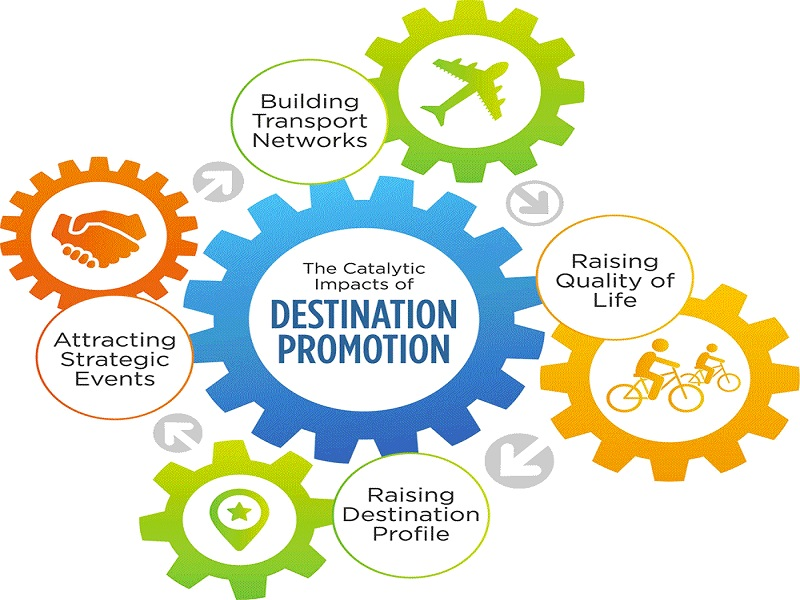 Building
Transport
Networks
Raising
Quality of
Life
The Catalytic
Impacts of
DESTINATION
PROMOTION
Attracting
Strategic
Events
Raising
Destination
Profile